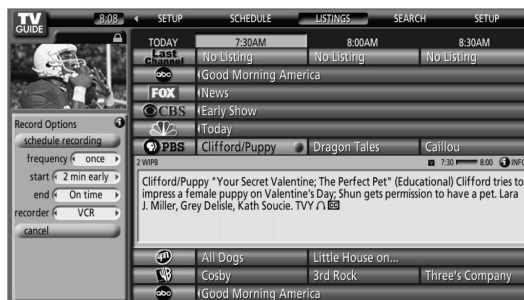 TV
GUIDE
8:08
SETUP SCHEDULE LISTINGS SEARCH SETUP
TODAY 7:30AM 8:00AM 8:30AM
Last
Channel No Listing No Listing No Listing
abc Good Morning America
FOX News
CBS Early Show
Today
PBS Clifford/Puppy Dragon Tales Caillou
2 WIPB 7:30 8:00 INFO
Clifford/Puppy "Your Secret Valentine; The Perfect Pet" (Educational) Clifford tries to
impress a female puppy on Valentine's Day; Shun gets permission to have a pet. Lara
J. Miller, Grey Delisle, Kath Soucie. TVY CC
Record Options
schedule recording
frequency once
start 2 min early
end On time
recorder VCR
cancel
All Dogs Little House on...
WB Cosby 3rd Rock Three's Company
abc Good Morning America